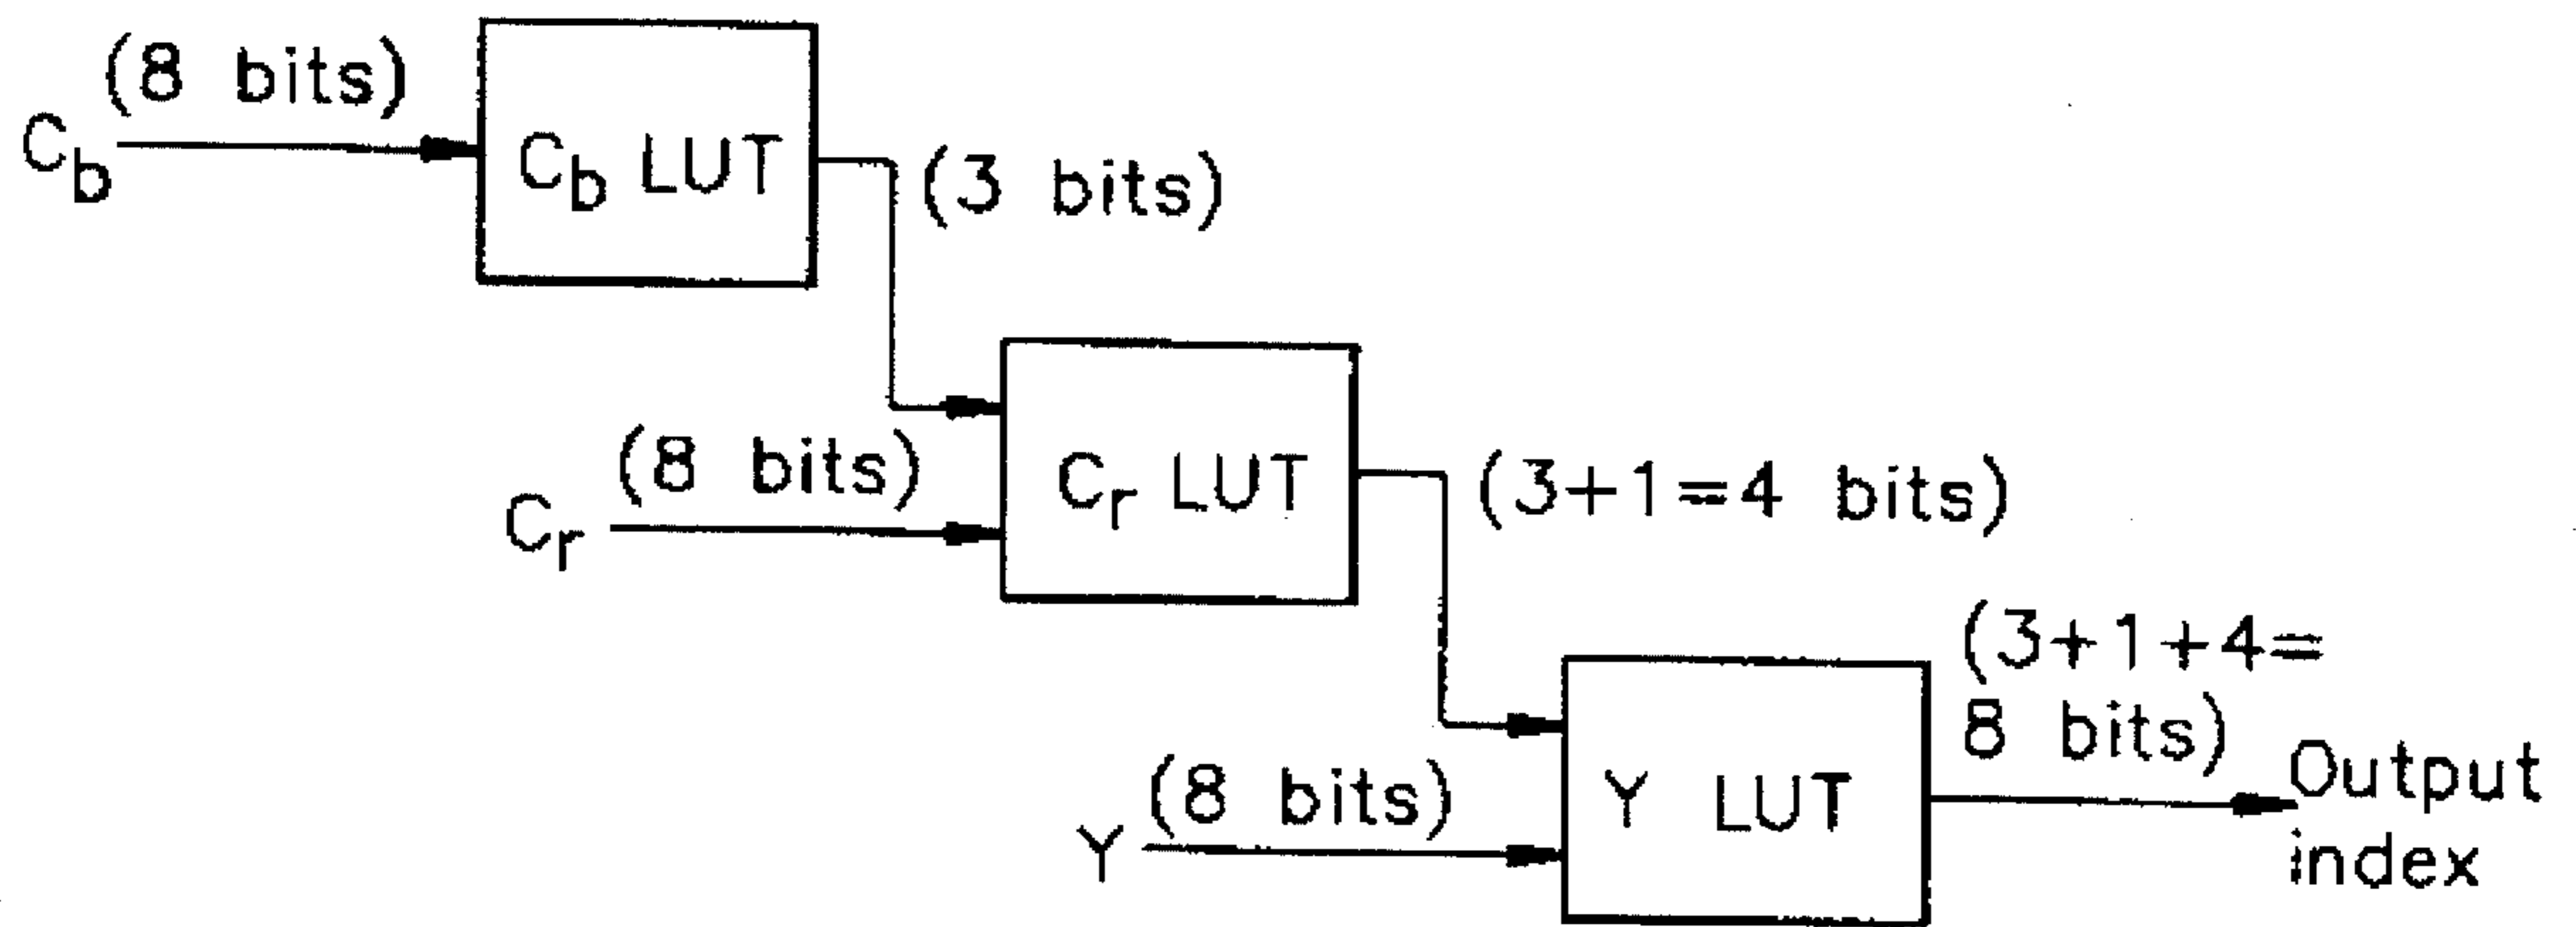 (8 bits)
Cb
Cb LUT
(3 bits)
(8 bits)
Cr
Cr LUT
(3+1=4 bits)
(8 bits)
Y
Y LUT
(3+1+4=
8 bits)
Output
index